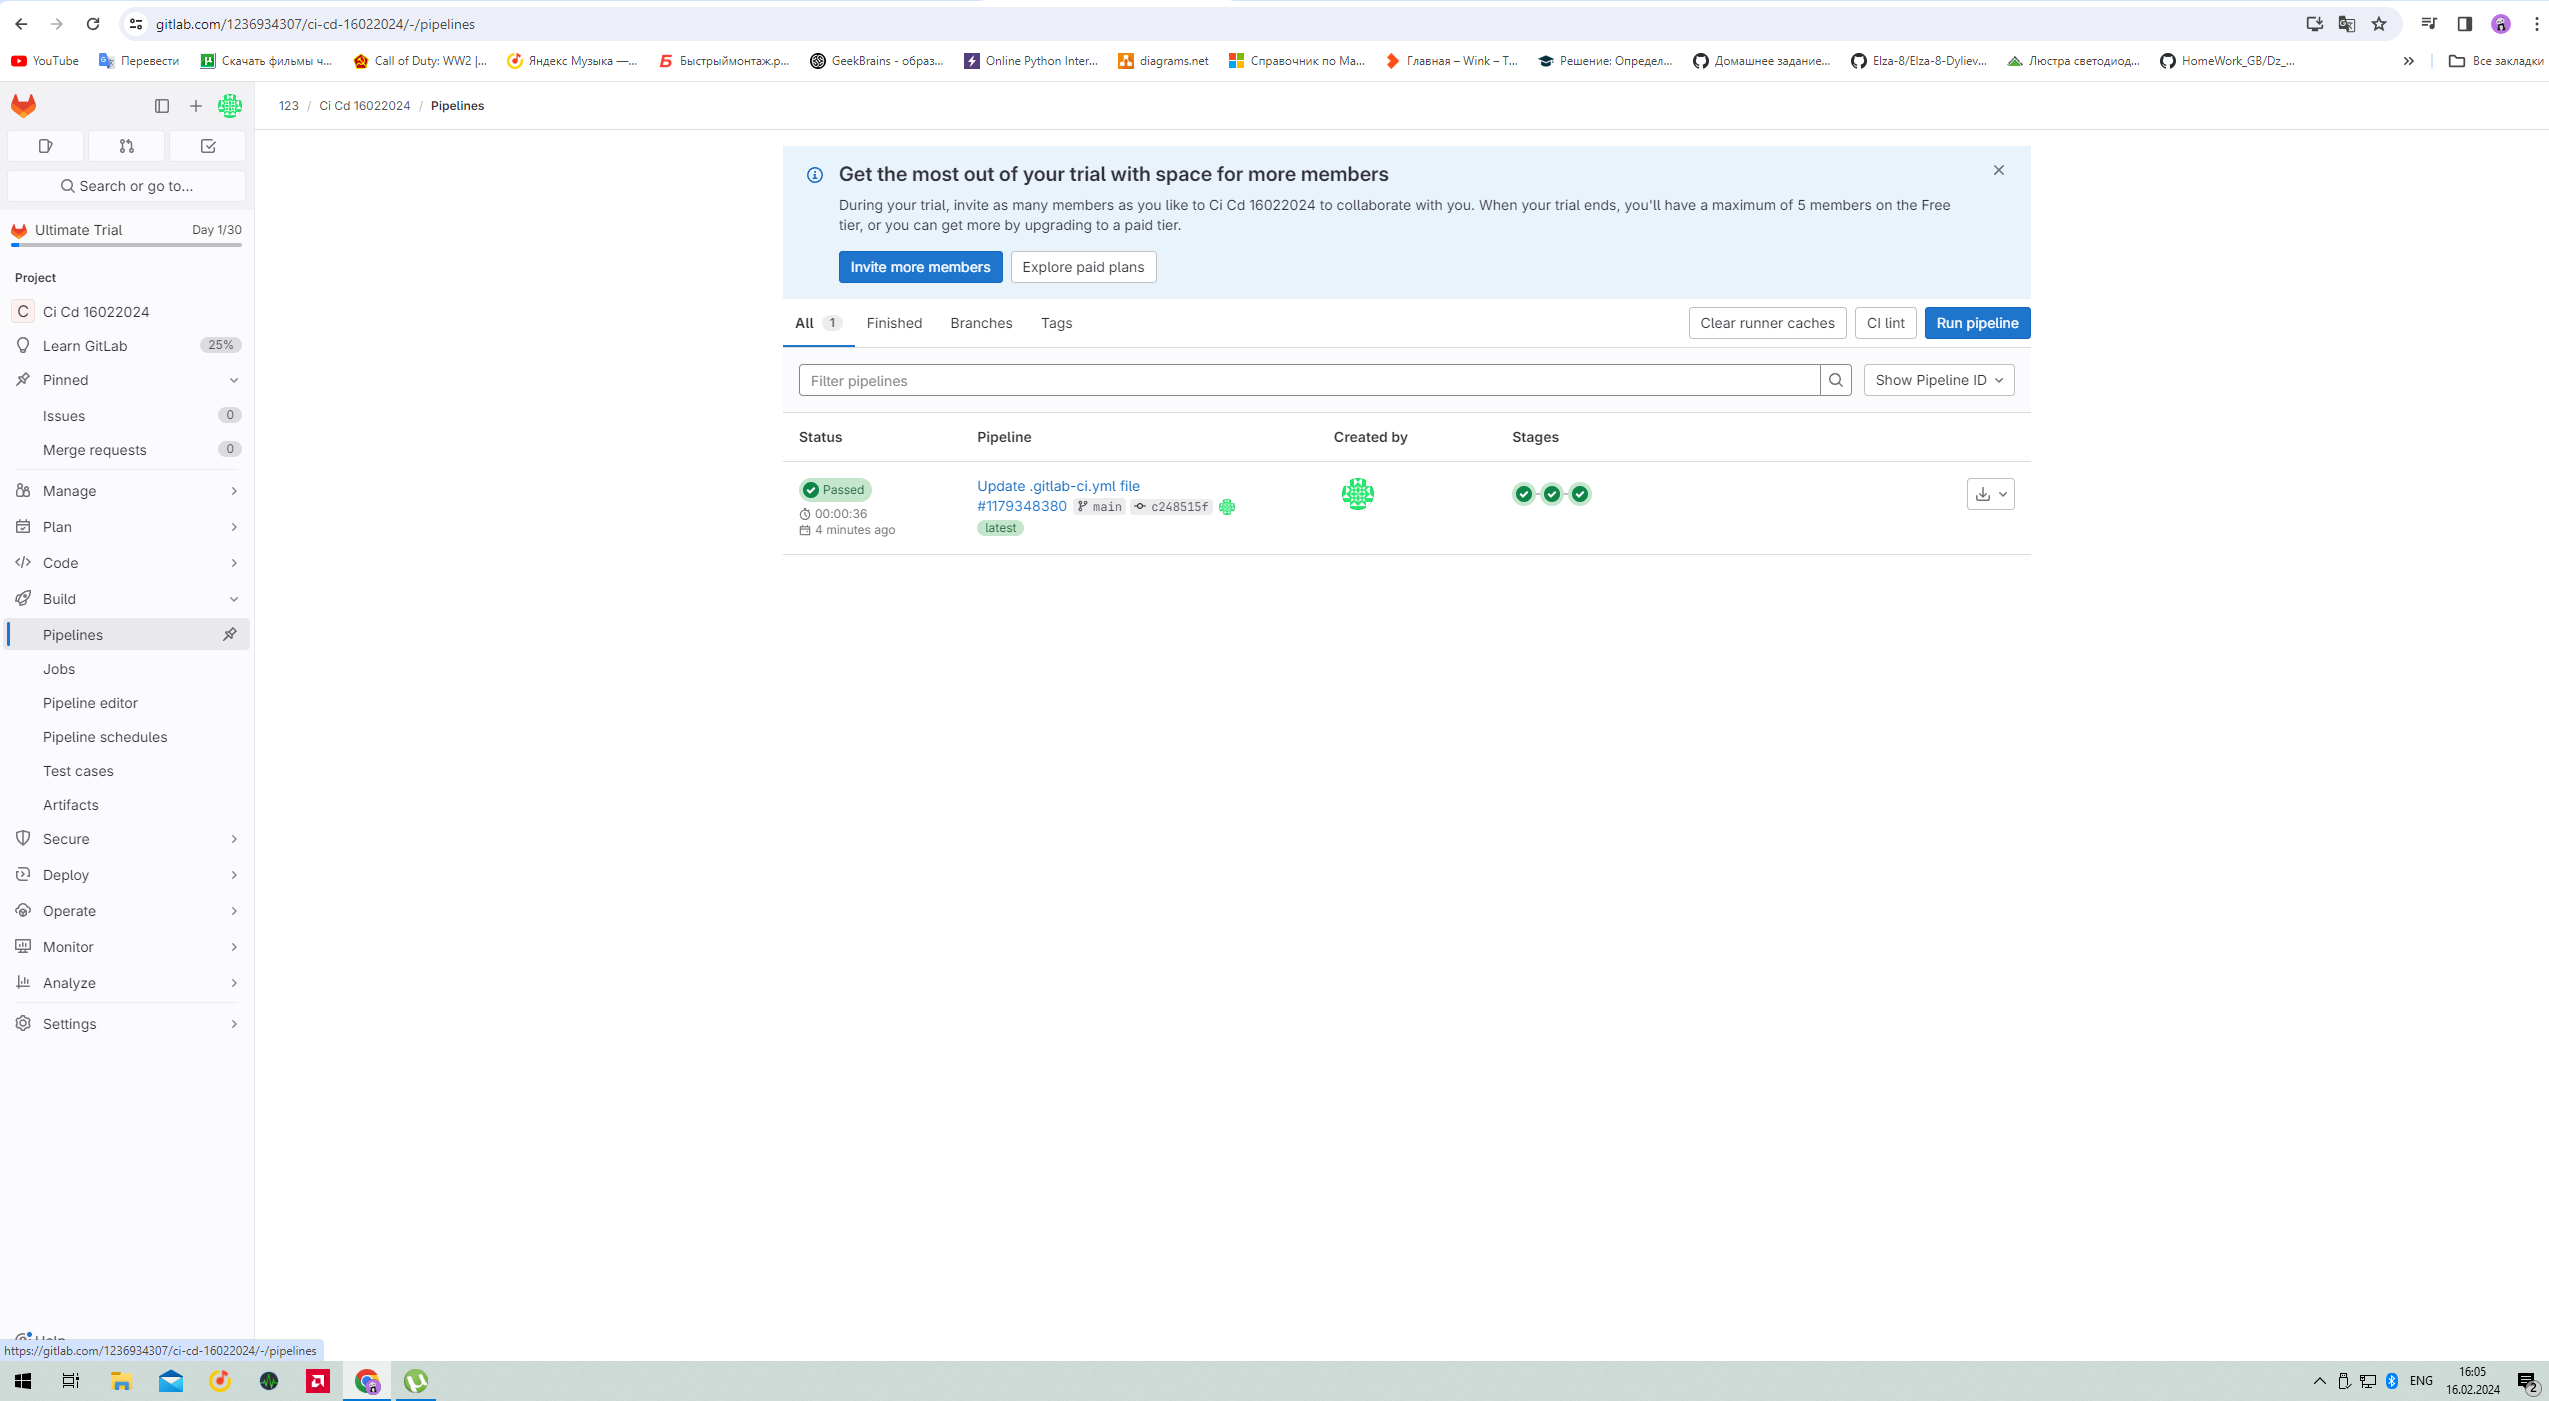 gitlab.com/1236934307/ci-cd-16022024/-/pipelines
YouTube Перевести Скачать фильмы ч... Call of Duty: WW2 |... Яндекс Музыка —... Быстрыймонтаж,р... GeekBrains - образ... Online Python Inter... diagrams.net Справочник по Ма... Главная – Wink – Т... Решение: Определ... Домашнее задание... Elza-8/Elza-8-Dyliev... Люстра светодиод... HomeWork_GB/Dz_... » Все закладки
123 / Ci Cd 16022024 / Pipelines
Search or go to...
Ultimate Trial Day 1/30
Project
C Ci Cd 16022024
Learn GitLab 25%
Pinned
Issues 0
Merge requests 0
Manage
Plan
Code
Build
Pipelines
Jobs
Pipeline editor
Pipeline schedules
Test cases
Artifacts
Secure
Deploy
Operate
Monitor
Analyze
Settings
Help
https://gitlab.com/1236934307/ci-cd-16022024/-/pipelines
Get the most out of your trial with space for more members
During your trial, invite as many members as you like to Ci Cd 16022024 to collaborate with you. When your trial ends, you'll have a maximum of 5 members on the Free
tier, or you can get more by upgrading to a paid tier.
Invite more members Explore paid plans
All 1 Finished Branches Tags Clear runner caches CI lint Run pipeline
Filter pipelines Show Pipeline ID
Status Pipeline Created by Stages
Passed
00:00:36
4 minutes ago
Update .gitlab-ci.yml file
#1179348380 main c248515f
latest
ENG
16:05
16.02.2024
2